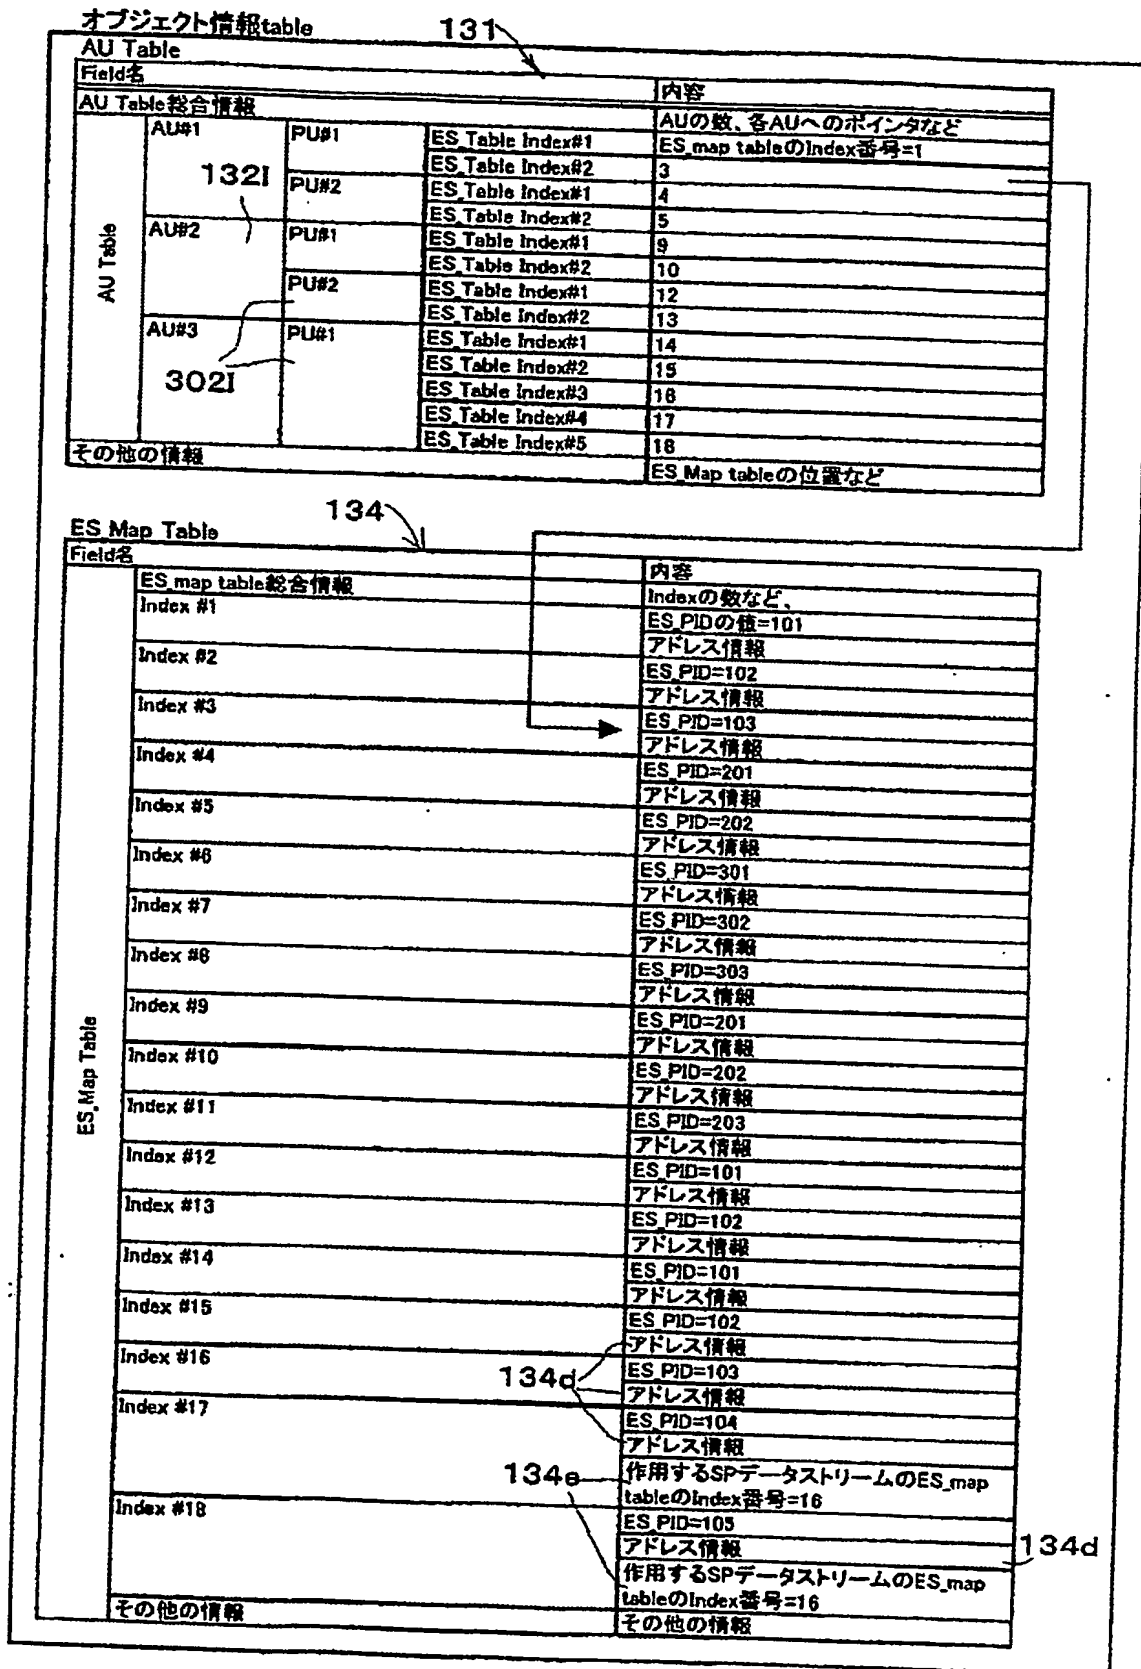 オブジェクト情報table
131
AU Table
Field名 内容
AU Table総合情報 AUの数、各AUへのポインタなど
AU Table
AU#1 PU#1 ES_Table Index#1 ES_map tableのIndex番号=1
ES_Table Index#2 3
132I
PU#2 ES_Table Index#1 4
ES_Table Index#2 5
AU#2 PU#1 ES_Table Index#1 9
ES_Table Index#2 10
PU#2 ES_Table Index#1 12
ES_Table Index#2 13
AU#3 PU#1 ES_Table Index#1 14
ES_Table Index#2 15
302I
ES_Table Index#3 16
ES_Table Index#4 17
ES_Table Index#5 18
その他の情報 ES_Map tableの位置など
134
ES_Map Table
Field名 内容
ES_Map Table
ES_map table総合情報 Indexの数など、
Index #1 ES_PIDの値=101
アドレス情報
Index #2 ES_PID=102
アドレス情報
Index #3 ES_PID=103
アドレス情報
Index #4 ES_PID=201
アドレス情報
Index #5 ES_PID=202
アドレス情報
Index #6 ES_PID=301
アドレス情報
Index #7 ES_PID=302
アドレス情報
Index #8 ES_PID=303
アドレス情報
Index #9 ES_PID=201
アドレス情報
Index #10 ES_PID=202
アドレス情報
Index #11 ES_PID=203
アドレス情報
Index #12 ES_PID=101
アドレス情報
Index #13 ES_PID=102
アドレス情報
Index #14 ES_PID=101
アドレス情報
Index #15 ES_PID=102
アドレス情報
Index #16 ES_PID=103
134d
アドレス情報
Index #17 ES_PID=104
アドレス情報
134e
作用するSPデータストリームのES_map
tableのIndex番号=16
Index #18 ES_PID=105
アドレス情報
134d
作用するSPデータストリームのES_map
tableのIndex番号=16
その他の情報 その他の情報